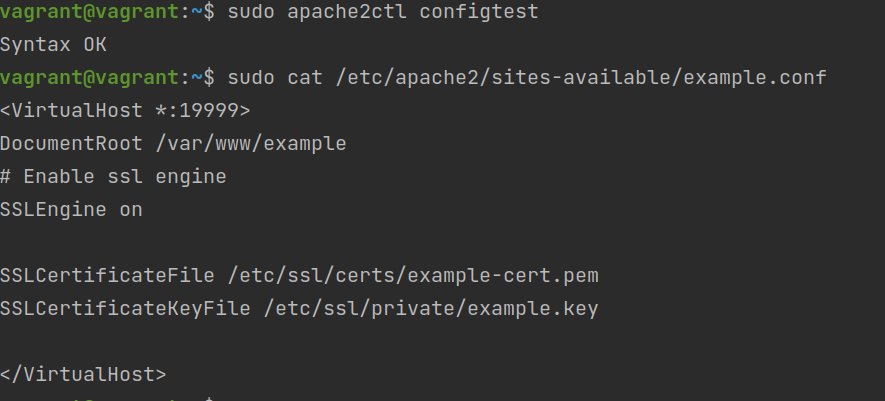 vagrant@vagrant:~$ sudo apache2ctl configtest
Syntax OK
vagrant@vagrant:~$ sudo cat /etc/apache2/sites-available/example.conf
<VirtualHost *:19999>
DocumentRoot /var/www/example
# Enable ssl engine
SSLEngine on
SSLCertificateFile /etc/ssl/certs/example-cert.pem
SSLCertificateKeyFile /etc/ssl/private/example.key
</VirtualHost>